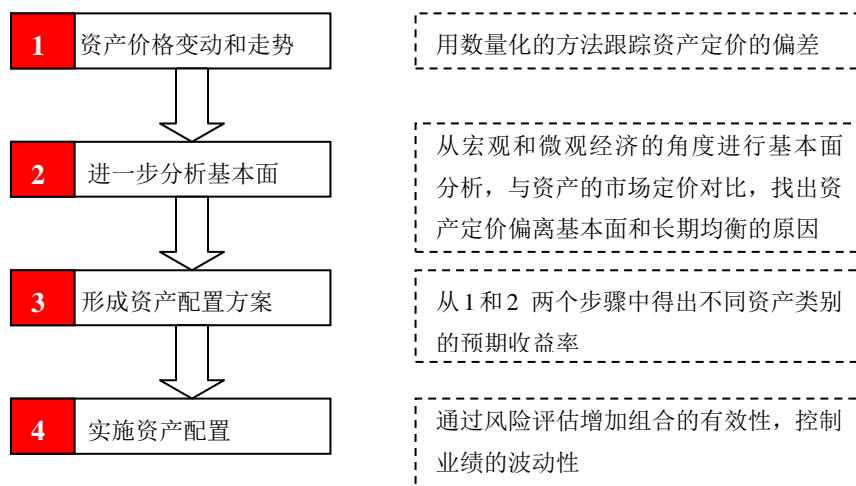 1 资产价格变动和走势
用数量化的方法跟踪资产定价的偏差
2 进一步分析基本面
从宏观和微观经济的角度进行基本面
分析，与资产的市场定价对比，找出资
产定价偏离基本面和长期均衡的原因
3 形成资产配置方案
从1和2 两个步骤中得出不同资产类别
的预期收益率
4 实施资产配置
通过风险评估增加组合的有效性，控制
业绩的波动性